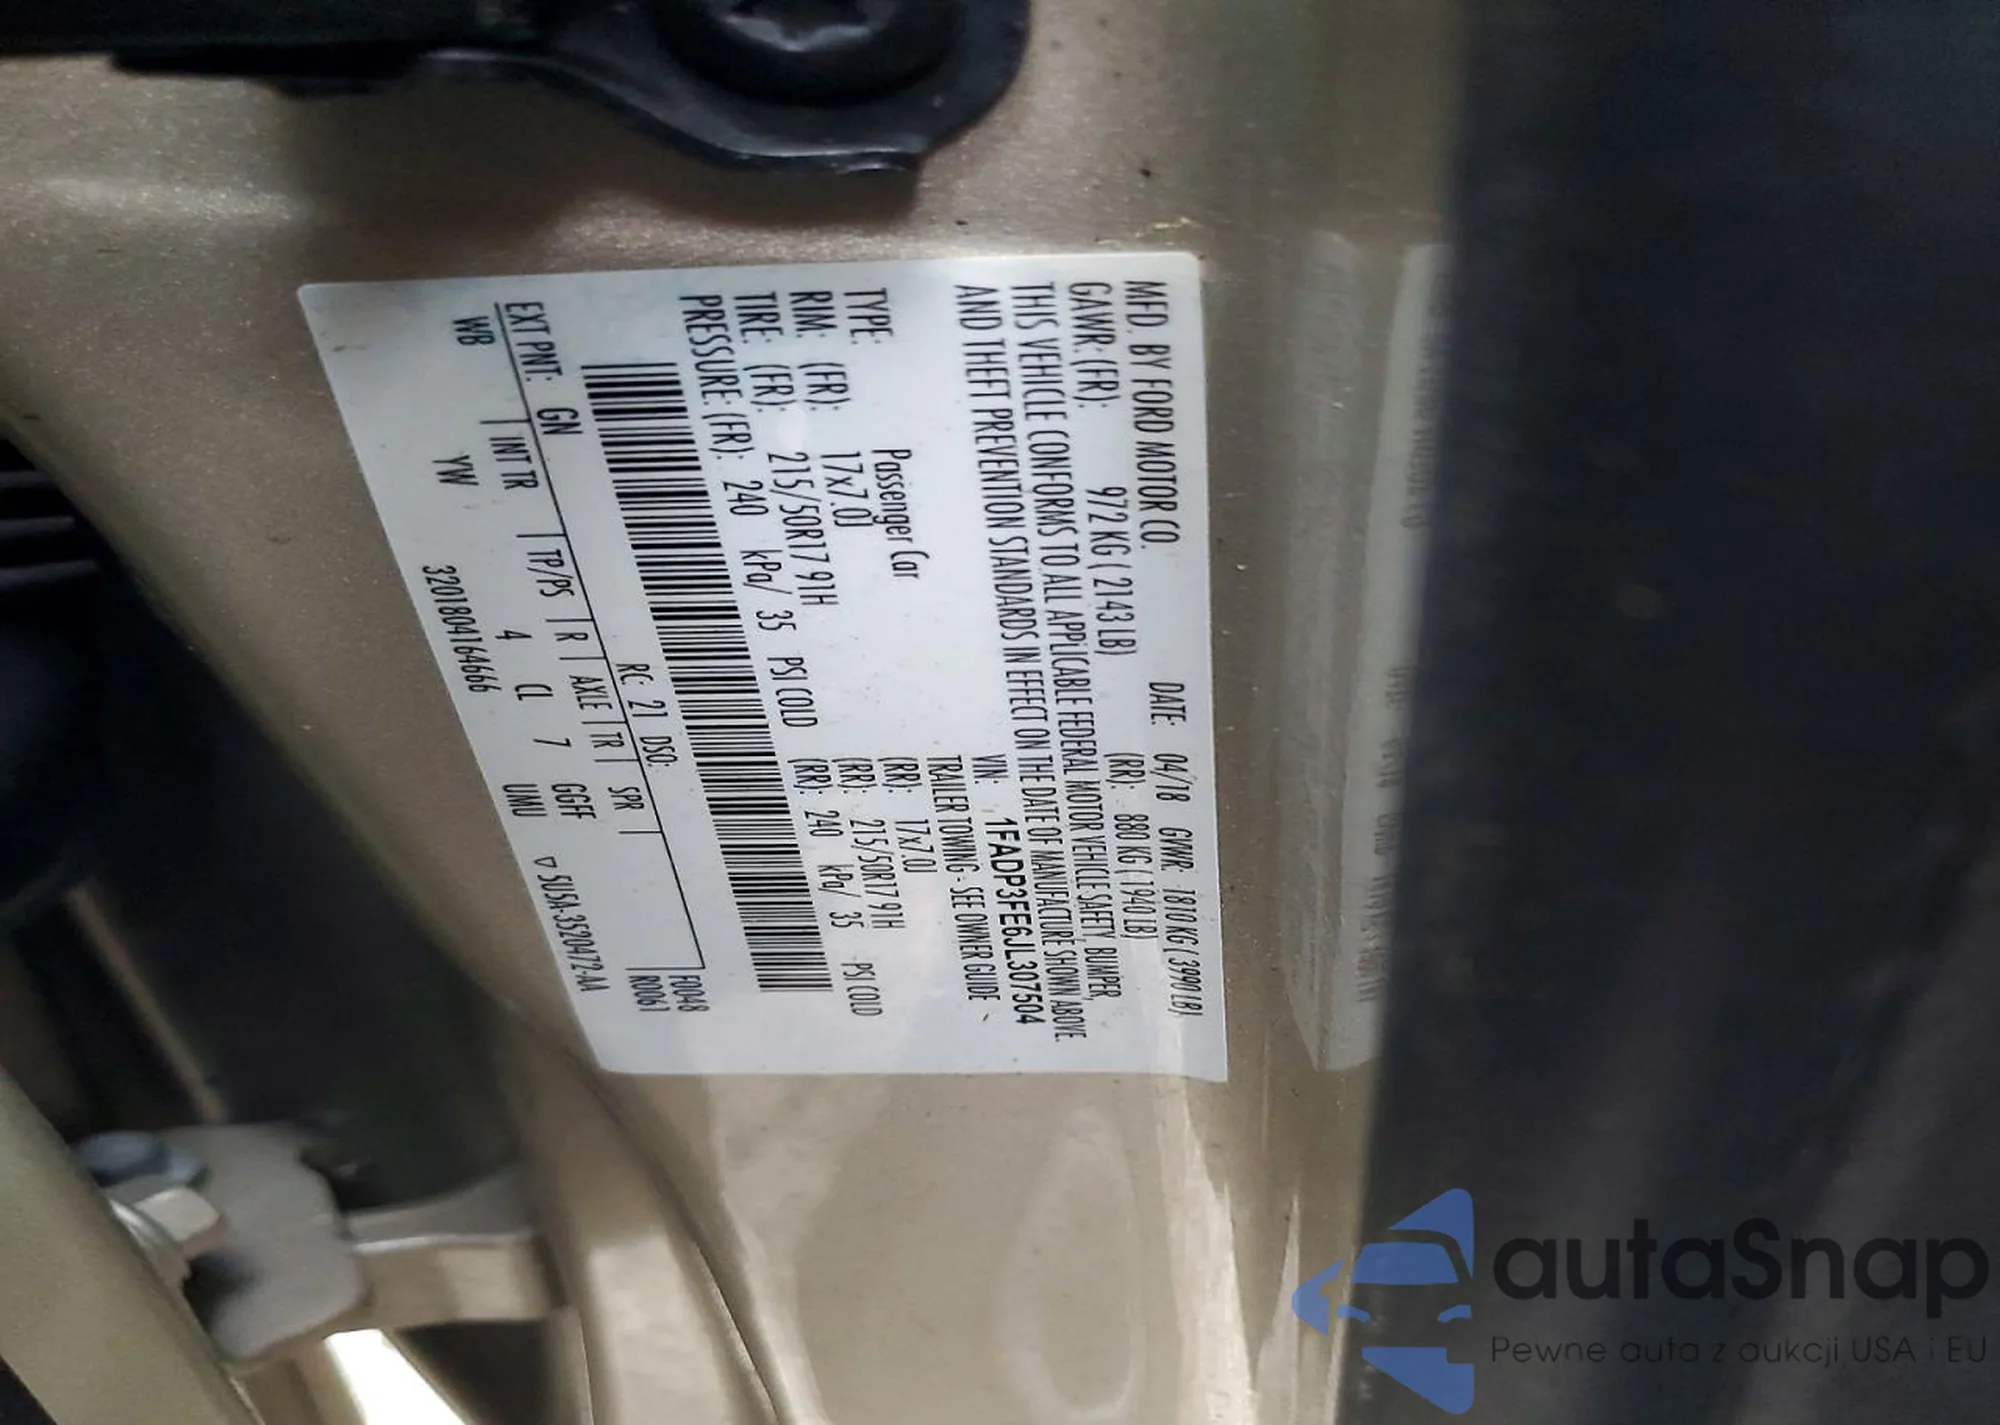 MFD. BY FORD MOTOR CO.
DATE: 04/18 GVWR: 1810 KG ( 3990 LB)
GAWR: (FR): 972 KG ( 2143 LB) (RR): 880 KG ( 1940 LB)
THIS VEHICLE CONFORMS TO ALL APPLICABLE FEDERAL MOTOR VEHICLE SAFETY, BUMPER,
AND THEFT PREVENTION STANDARDS IN EFFECT ON THE DATE OF MANUFACTURE SHOWN ABOVE.
VIN: 1FADP3FE6JL307504
TYPE: Passenger Car TRAILER TOWING - SEE OWNER GUIDE
RIM: (FR): 17x7.0J (RR): 17x7.0J
TIRE: (FR): 215/50R17 91H (RR): 215/50R17 91H
PRESSURE: (FR): 240 kPa/ 35 PSI COLD (RR): 240 kPa/ 35 PSI COLD
F0048
R0061
EXT PNT: GN RC: 21 DSO:
WB INT TR TP/PS R AXLE TR SPR
YW 4 CL 7 GGFF
3201804164666 UMU ▽5USA-3520472-AA
autaSnap
Pewne auta z aukcji USA i EU